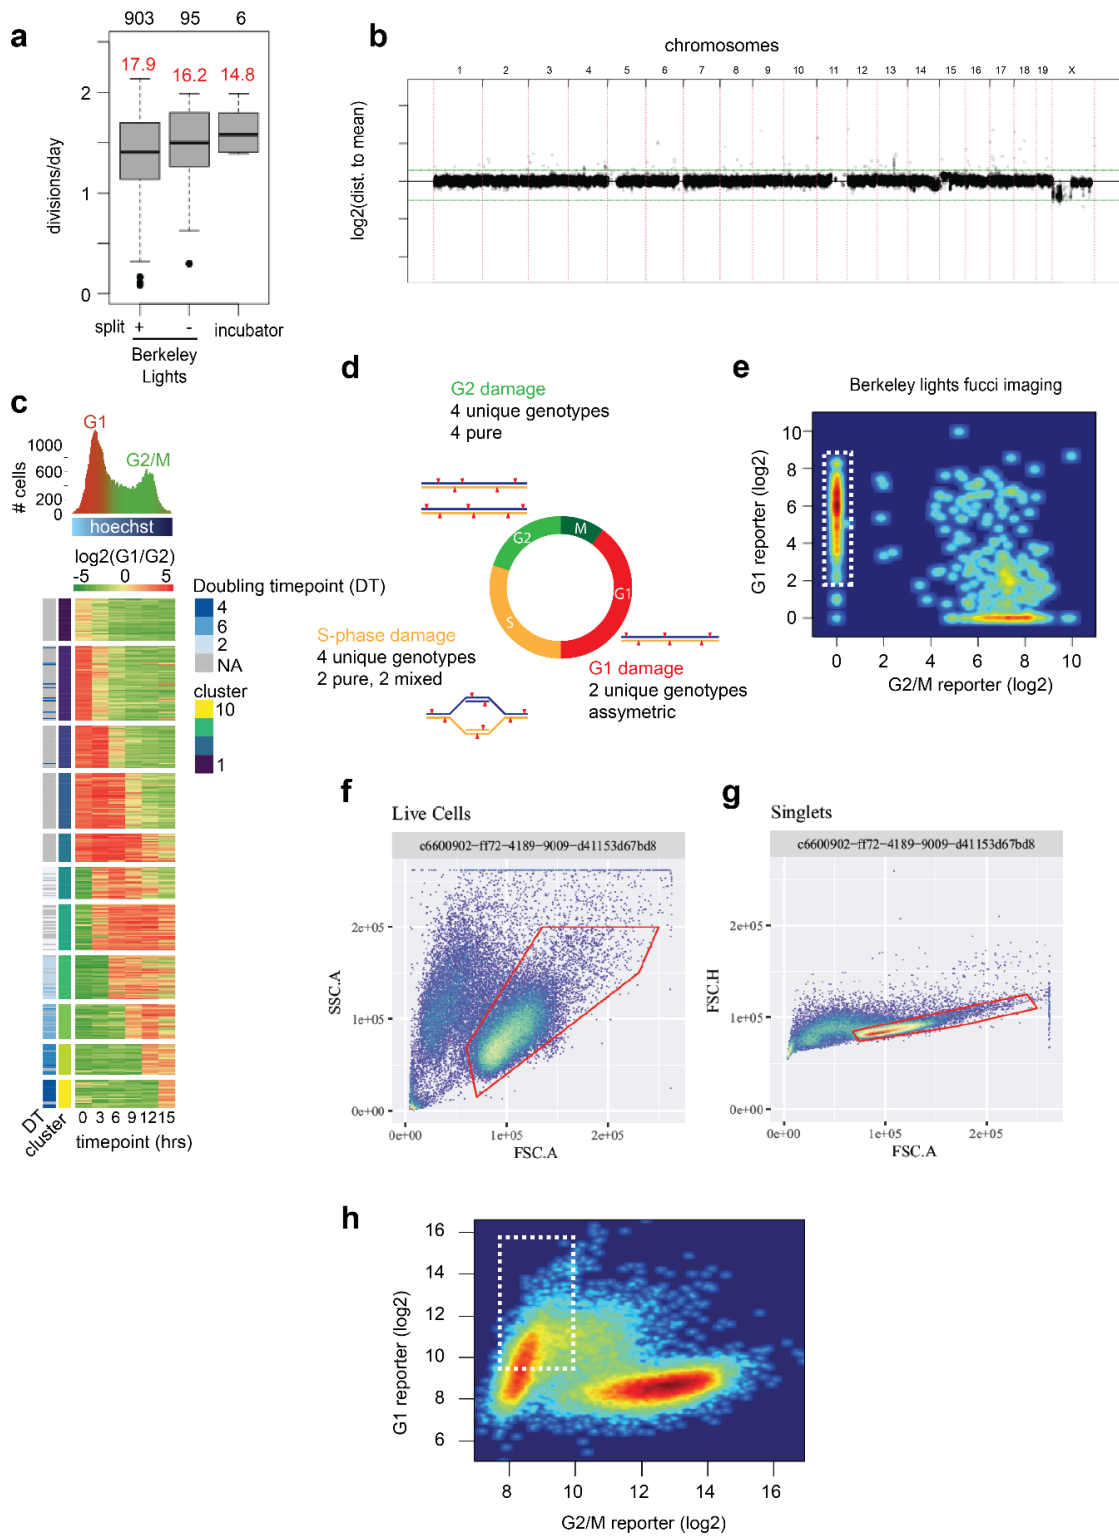 a
903 95 6
17.9
16.2
14.8
divisions/day
2
1
0
split + - incubator
Berkeley
Lights
b
chromosomes
1 2 3 4 5 6 7 8 9 10 11 12 13 14 15 16 17 18 19 X
log2(dist. to mean)
c
G1
G2/M
# cells
1000
600
400
200
0
hoechst
log2(G1/G2)
-5 0 5
Doubling timepoint (DT)
4
6
2
NA
cluster
10
1
DT
cluster
0 3 6 9 12 15
timepoint (hrs)
d
G2 damage
4 unique genotypes
4 pure
M
G2
G1
S
S-phase damage
4 unique genotypes
2 pure, 2 mixed
G1 damage
2 unique genotypes
assymetric
e
Berkeley lights fucci imaging
G1 reporter (log2)
10
8
6
4
2
0
0 2 4 6 8 10
G2/M reporter (log2)
f
Live Cells
c6600902-ff72-4189-9009-d41153d67bd8
SSC.A
2e+05
1e+05
0e+00
0e+00 1e+05 2e+05
FSC.A
g
Singlets
c6600902-ff72-4189-9009-d41153d67bd8
FSC.H
2e+05
1e+05
0e+00
0e+00 1e+05 2e+05
FSC.A
h
G1 reporter (log2)
16
14
12
10
8
6
8 10 12 14 16
G2/M reporter (log2)